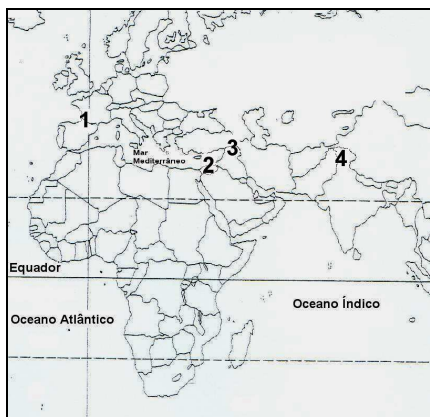 1
3
Mar
Mediterrâneo
2
4
Equador
Oceano Índico
Oceano Atlântico